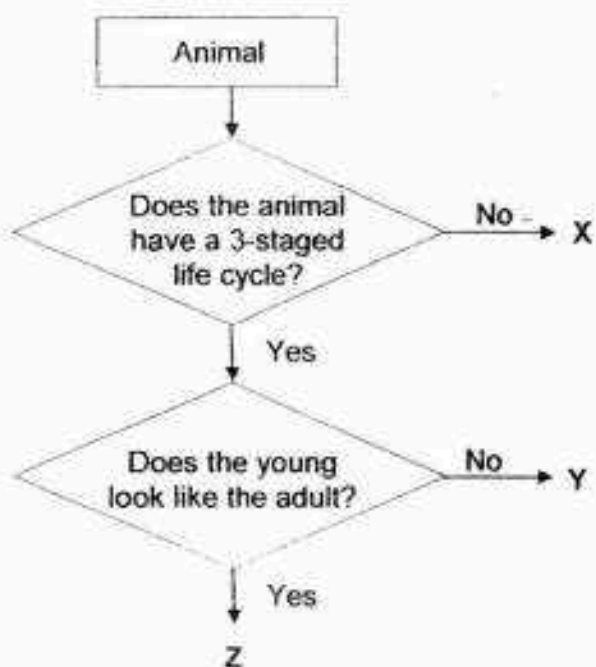 Animal
Does the animal
have a 3-staged
life cycle?
No
X
Yes
Does the young
look like the adult?
No
Y
Yes
Z